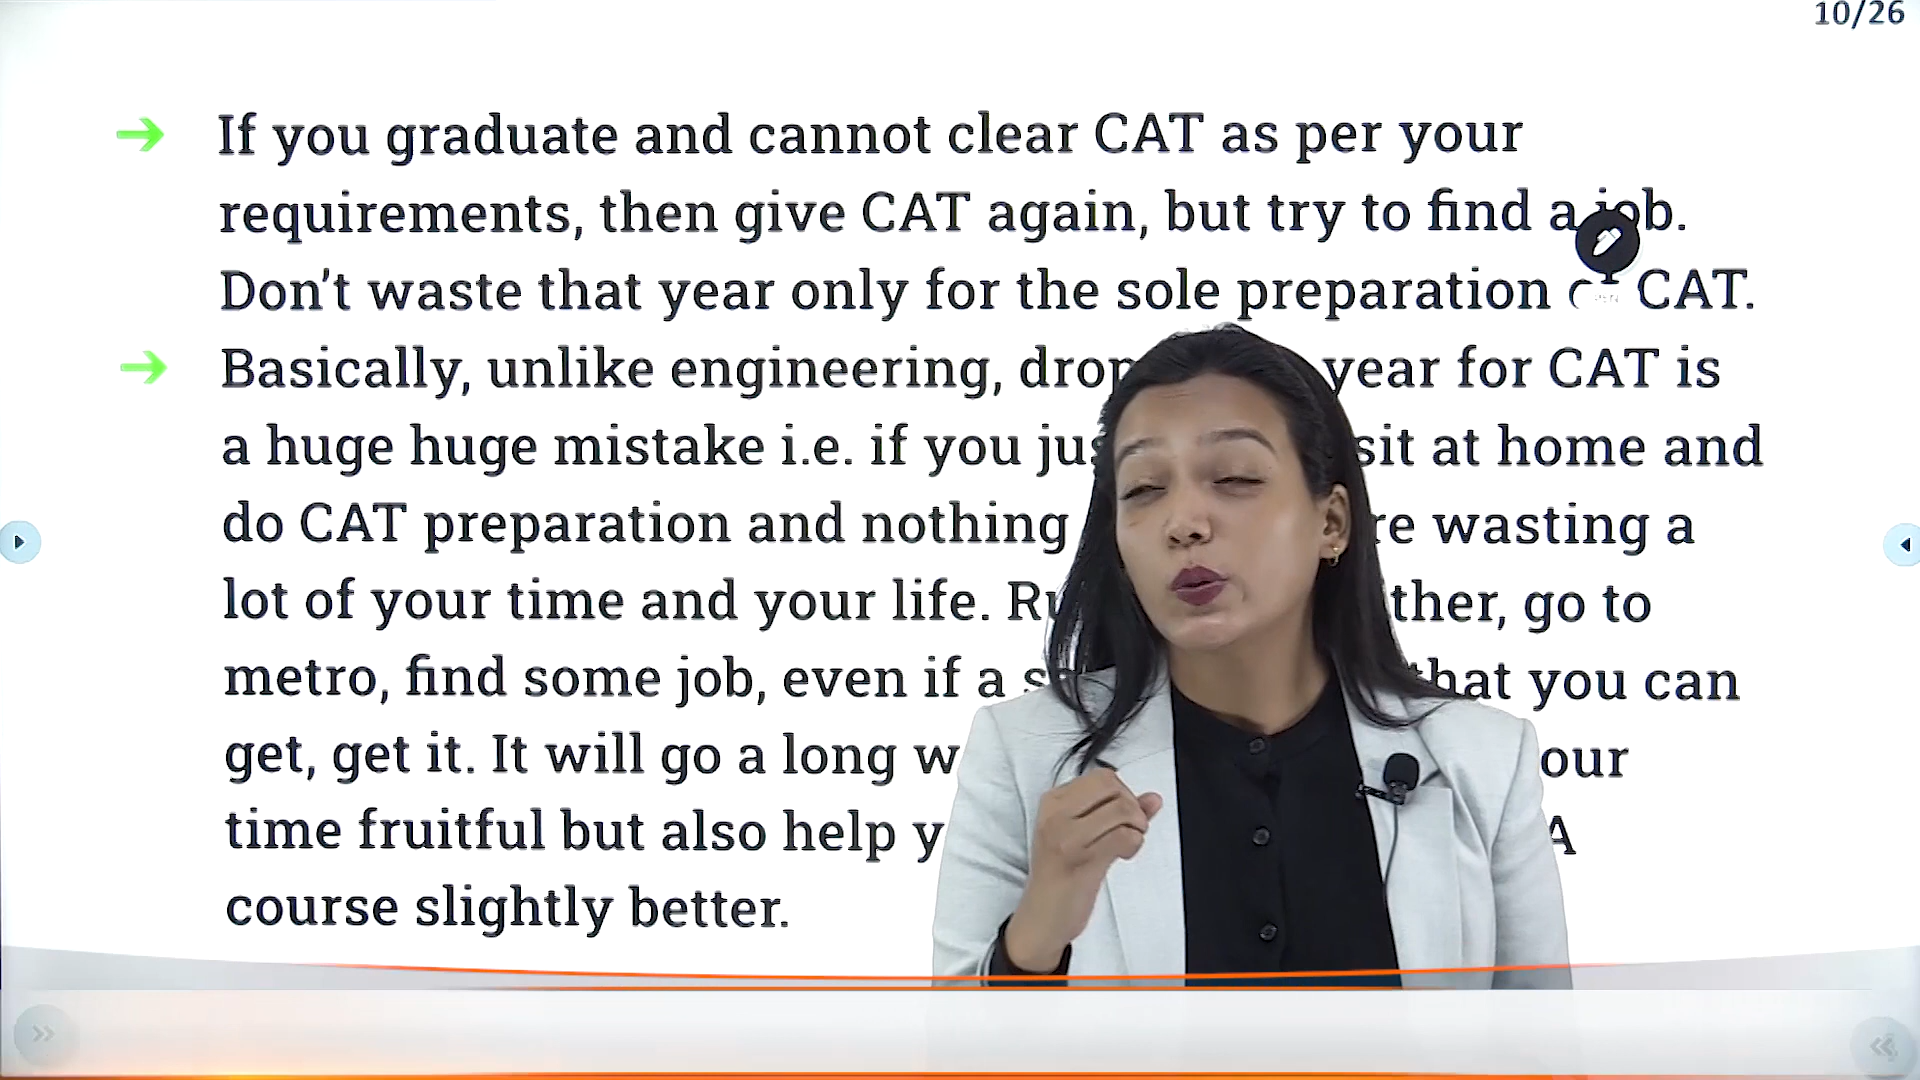 10/26
If you graduate and cannot clear CAT as per your
requirements, then give CAT again, but try to find a job.
Don't waste that year only for the sole preparation CAT.
Basically, unlike engineering, year for CAT is
a huge huge mistake i.e. if you sit at home and
do CAT preparation and nothing wasting a
lot of your time and your life. go to
metro, find some job, even if a that you can
get, get it. It will go a long
time fruitful but also help
course slightly better.